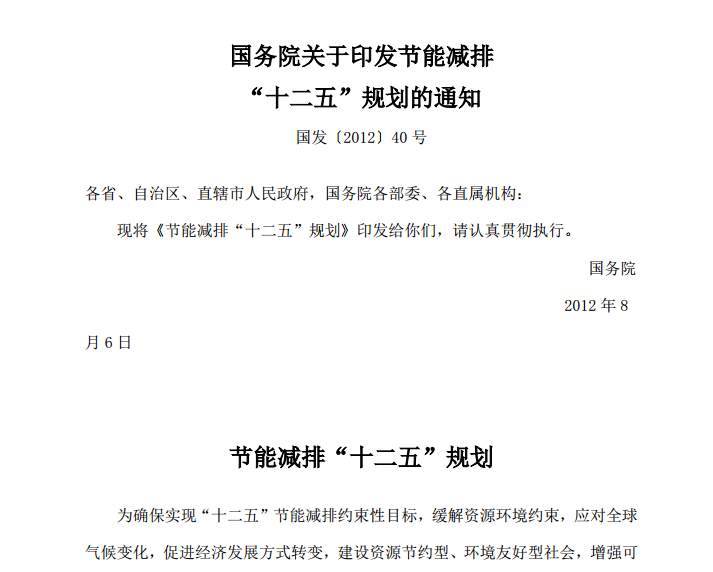 国务院关于印发节能减排
“十二五”规划的通知
国发〔2012〕40 号
各省、自治区、直辖市人民政府，国务院各部委、各直属机构：
现将《节能减排“十二五”规划》印发给你们，请认真贯彻执行。
国务院
2012 年 8
月 6 日
节能减排“十二五”规划
为确保实现“十二五”节能减排约束性目标，缓解资源环境约束，应对全球
气候变化，促进经济发展方式转变，建设资源节约型、环境友好型社会，增强可